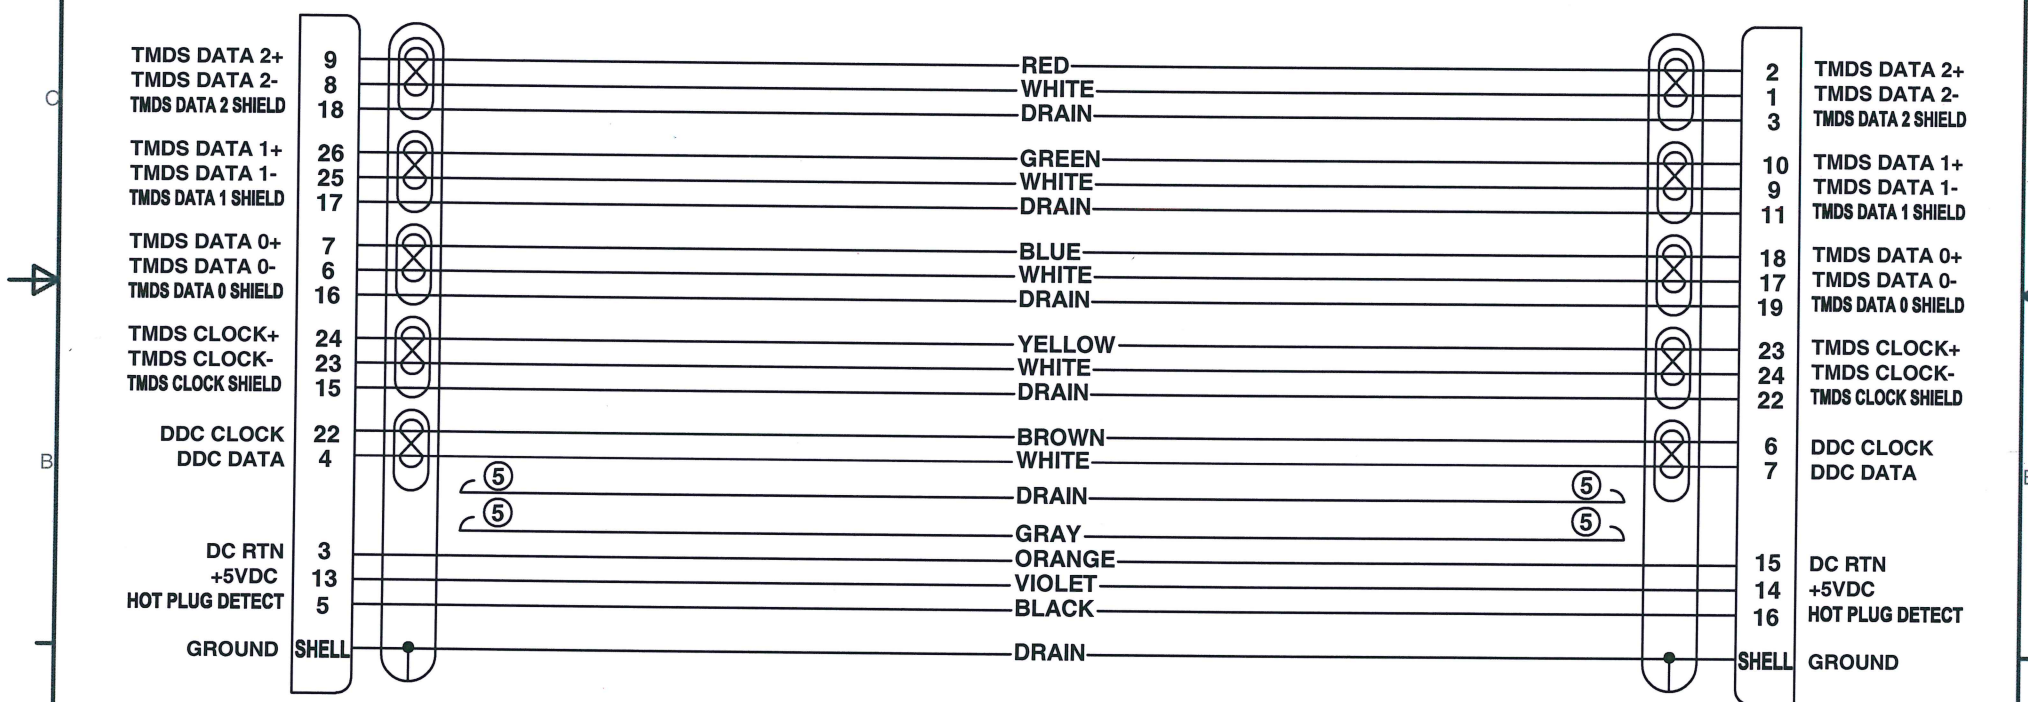 C
TMDS DATA 2+ 9 RED 2 TMDS DATA 2+
TMDS DATA 2- 8 WHITE 1 TMDS DATA 2-
TMDS DATA 2 SHIELD 18 DRAIN 3 TMDS DATA 2 SHIELD
TMDS DATA 1+ 26 GREEN 10 TMDS DATA 1+
TMDS DATA 1- 25 WHITE 9 TMDS DATA 1-
TMDS DATA 1 SHIELD 17 DRAIN 11 TMDS DATA 1 SHIELD
TMDS DATA 0+ 7 BLUE 18 TMDS DATA 0+
TMDS DATA 0- 6 WHITE 17 TMDS DATA 0-
TMDS DATA 0 SHIELD 16 DRAIN 19 TMDS DATA 0 SHIELD
TMDS CLOCK+ 24 YELLOW 23 TMDS CLOCK+
TMDS CLOCK- 23 WHITE 24 TMDS CLOCK-
TMDS CLOCK SHIELD 15 DRAIN 22 TMDS CLOCK SHIELD
DDC CLOCK 22 BROWN 6 DDC CLOCK
B DDC DATA 4 WHITE 7 DDC DATA
5 DRAIN 5
5 GRAY 5
DC RTN 3 ORANGE 15 DC RTN
+5VDC 13 VIOLET 14 +5VDC
HOT PLUG DETECT 5 BLACK 16 HOT PLUG DETECT
GROUND SHELL DRAIN SHELL GROUND